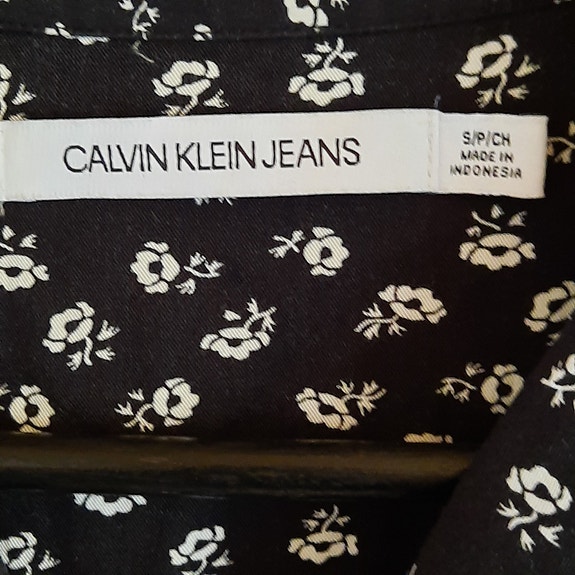 CALVIN KLEIN JEANS
S/P/CH
MADE IN
INDONESIA